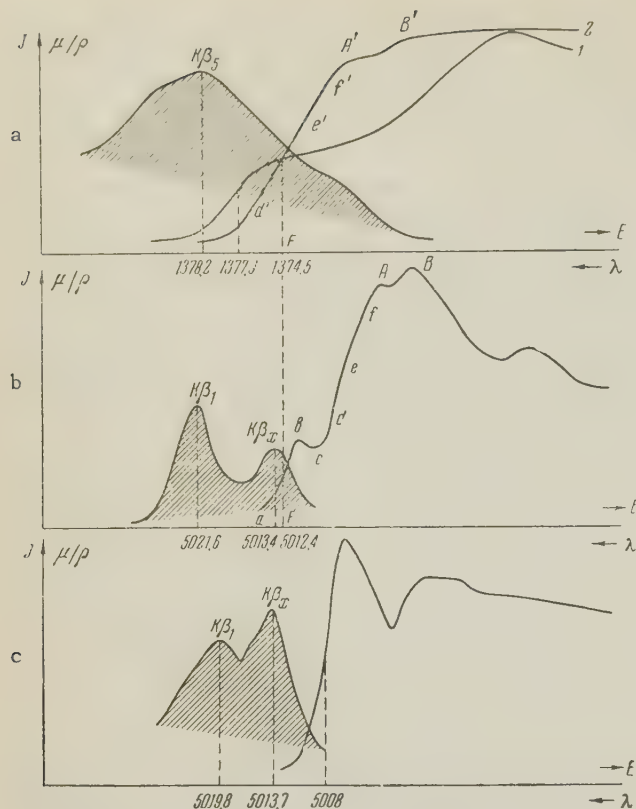 J μ/ρ
Kβ5
A' B'
2
1
f'
e'
a
d'
F
→ E
1378,2 1377,3 1374,5
← λ
J μ/ρ
A B
f
b
Kβ1
e
Kβx
в
d
c
a F
→ E
5021,6 5013,4 5012,4
← λ
J μ/ρ
Kβx
Kβ1
c
→ E
5019,8 5013,7 5008
← λ